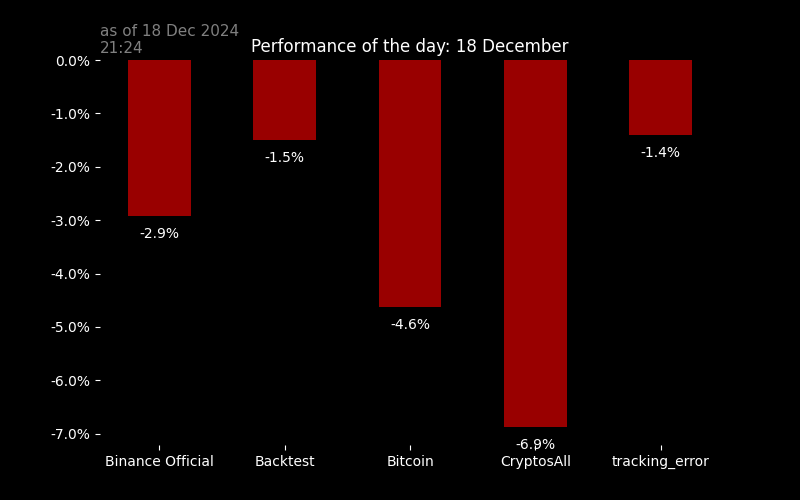 as of 18 Dec 2024
21:24
Performance of the day: 18 December
0.0%
-1.0%
-2.0%
-3.0%
-4.0%
-5.0%
-6.0%
-7.0%
-2.9%
-1.5%
-4.6%
-6.9%
-1.4%
Binance Official
Backtest
Bitcoin
CryptosAll
tracking_error